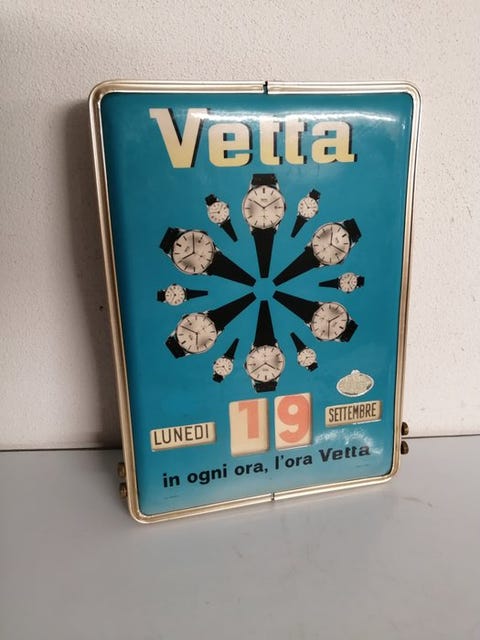 Vetta
LUNEDI
19
SETTEMBRE
in ogni ora, l'ora Vetta